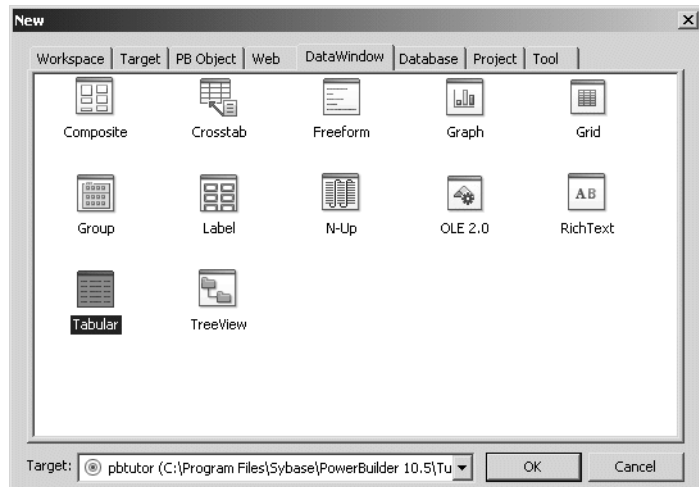 New
Workspace Target PB Object Web DataWindow Database Project Tool
Composite Crosstab Freeform Graph Grid
Group Label N-Up OLE 2.0 RichText
AB
Tabular TreeView
Target: pbtutor (C:\Program Files\Sybase\PowerBuilder 10.5\Tu OK Cancel